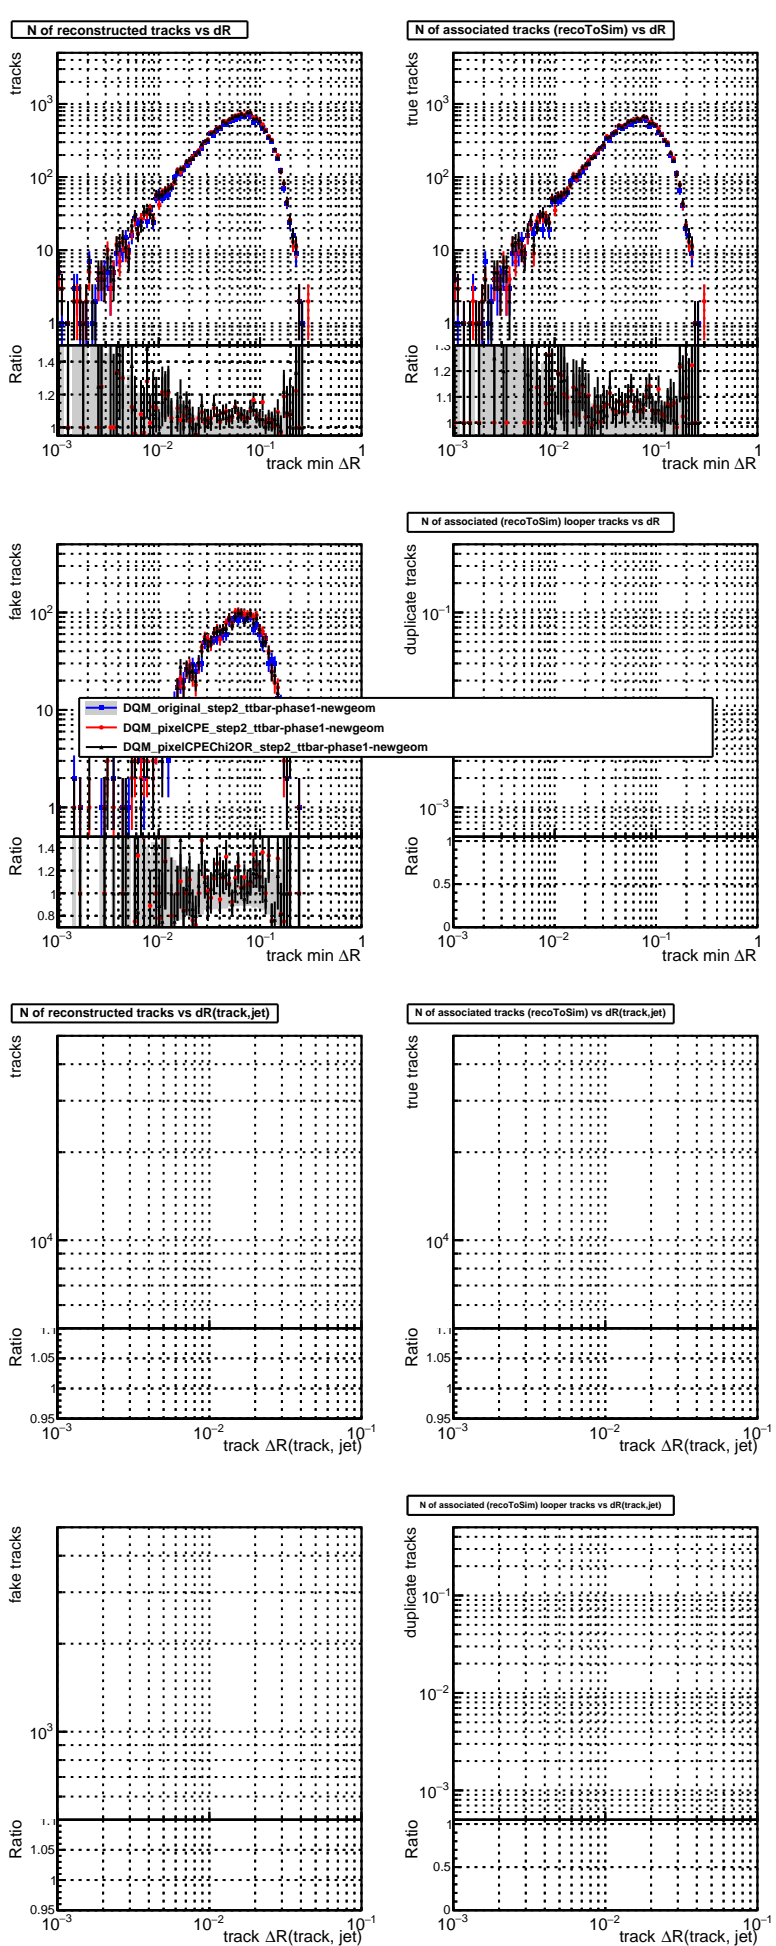 N of reconstructed tracks vs dR
tracks
10³
10²
10
1
Ratio
1.4
1.2
1
10⁻³
10⁻²
10⁻¹
1
track min ΔR
N of associated tracks (recoToSim) vs dR
true tracks
10³
10²
10
1
Ratio
1.3
1.2
1.1
1
10⁻³
10⁻²
10⁻¹
1
track min ΔR
fake tracks
10²
10
1
Ratio
1.4
1.2
1
0.8
10⁻³
10⁻²
10⁻¹
1
track min ΔR
N of associated (recoToSim) looper tracks vs dR
duplicate tracks
10⁻¹
10⁻³
Ratio
1
0.5
0
10⁻³
10⁻²
10⁻¹
1
track min ΔR
DQM_original_step2_ttbar-phase1-newgeom
DQM_pixelCPE_step2_ttbar-phase1-newgeom
DQM_pixelCPEChi2OR_step2_ttbar-phase1-newgeom
N of reconstructed tracks vs dR(track,jet)
tracks
10⁴
Ratio
1.1
1.05
1
0.95
10⁻³
10⁻²
10⁻¹
track ΔR(track, jet)
N of associated tracks (recoToSim) vs dR(track,jet)
true tracks
10⁴
Ratio
1.1
1.05
1
0.95
10⁻³
10⁻²
10⁻¹
track ΔR(track, jet)
fake tracks
10³
Ratio
1.1
1.05
1
0.95
10⁻³
10⁻²
10⁻¹
track ΔR(track, jet)
N of associated (recoToSim) looper tracks vs dR(track,jet)
duplicate tracks
10⁻¹
10⁻²
10⁻³
Ratio
1
0.5
0
10⁻³
10⁻²
10⁻¹
track ΔR(track, jet)